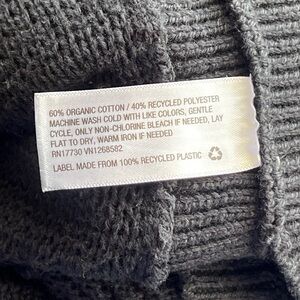 60% ORGANIC COTTON / 40% RECYCLED POLYESTER
MACHINE WASH COLD WITH LIKE COLORS, GENTLE
CYCLE, ONLY NON-CHLORINE BLEACH IF NEEDED, LAY
FLAT TO DRY, WARM IRON IF NEEDED
RN17730 VN1268582
LABEL MADE FROM 100% RECYCLED PLASTIC